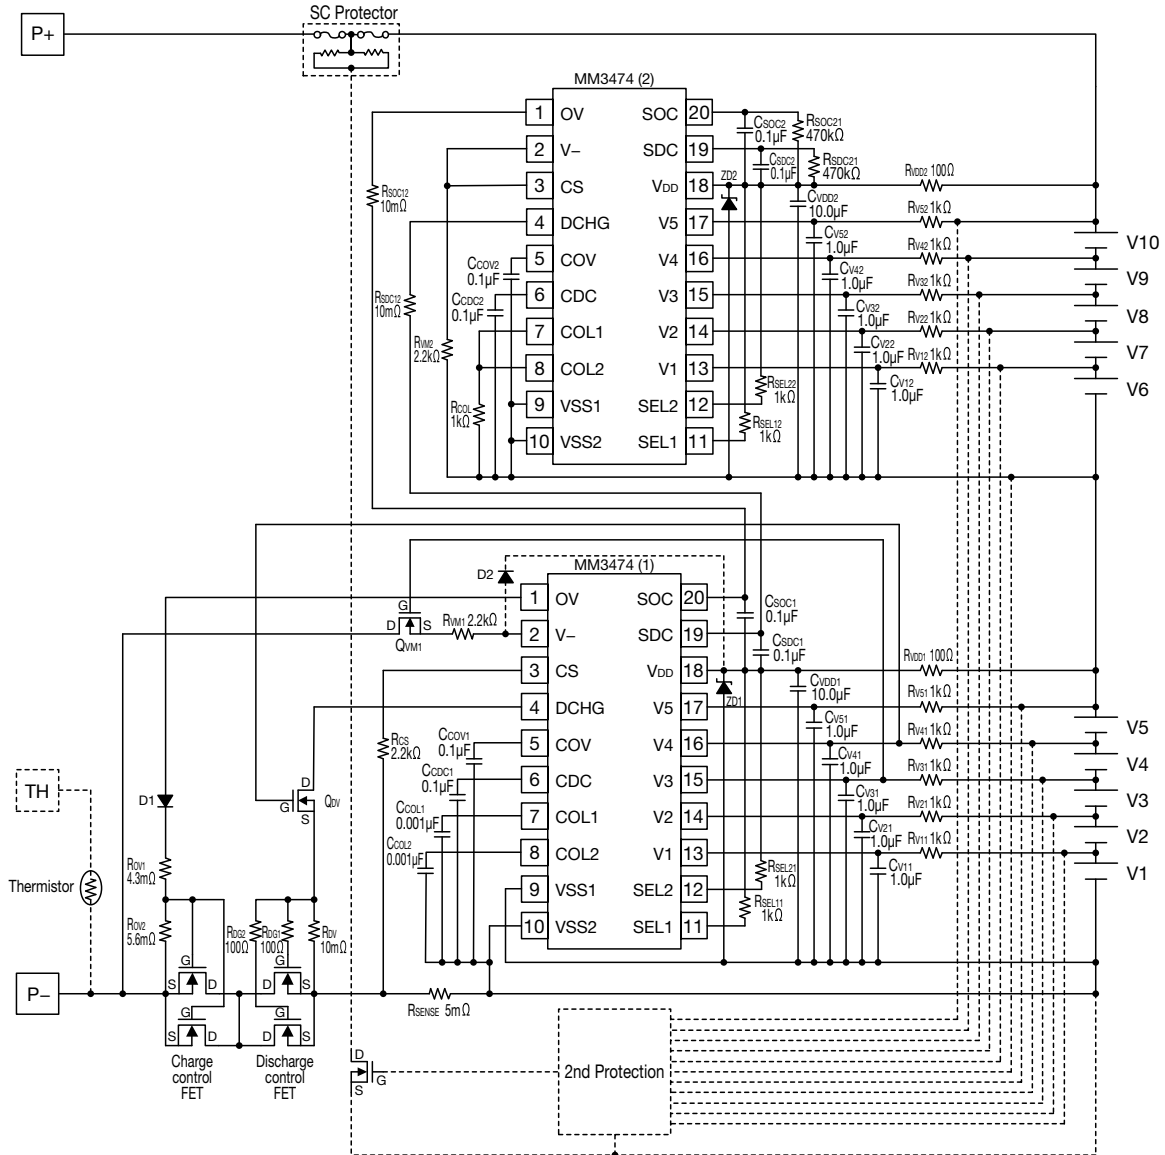 SC Protector
P+
MM3474 (2)
1 OV
2 V−
3 CS
4 DCHG
5 COV
6 CDC
7 COL1
8 COL2
9 VSS1
10 VSS2
SOC 20
SDC 19
VDD 18
V5 17
V4 16
V3 15
V2 14
V1 13
SEL2 12
SEL1 11
CSOC2
0.1µF
RSOC21
470kΩ
CSDC2
0.1µF
RSDC21
470kΩ
ZD2
CVDD2
10.0µF
RVDD2 100Ω
RV52 1kΩ
CV52
1.0µF
RV42 1kΩ
CV42
1.0µF
RV32 1kΩ
CV32
1.0µF
RV22 1kΩ
CV22
1.0µF
RV12 1kΩ
CV12
1.0µF
V10
V9
V8
V7
V6
RSOC12
10mΩ
RSDC12
10mΩ
CCOV2
0.1µF
CCDC2
0.1µF
RVM2
2.2kΩ
RCOL
1kΩ
RSEL22
1kΩ
RSEL12
1kΩ
MM3474 (1)
1 OV
2 V−
3 CS
4 DCHG
5 COV
6 CDC
7 COL1
8 COL2
9 VSS1
10 VSS2
SOC 20
SDC 19
VDD 18
V5 17
V4 16
V3 15
V2 14
V1 13
SEL2 12
SEL1 11
D2
G
D S
QVM1
RVM1 2.2kΩ
CSOC1
0.1µF
CSDC1
0.1µF
ZD1
CVDD1
10.0µF
RVDD1 100Ω
RV51 1kΩ
CV51
1.0µF
RV41 1kΩ
CV41
1.0µF
RV31 1kΩ
CV31
1.0µF
RV21 1kΩ
CV21
1.0µF
RV11 1kΩ
CV11
1.0µF
V5
V4
V3
V2
V1
RCS
2.2kΩ
CCOV1
0.1µF
CCDC1
0.1µF
CCOL1
0.001µF
CCOL2
0.001µF
RSEL21
1kΩ
RSEL11
1kΩ
TH
Thermistor
D1
D
G
S
QDV
ROV1
4.3mΩ
ROV2
5.6mΩ
RDG2
100Ω
RDG1
100Ω
RDV
10mΩ
G
S D
G
D S
P−
G
S D
G
D S
RSENSE 5mΩ
Charge
control
FET
Discharge
control
FET
D
G
S
2nd Protection